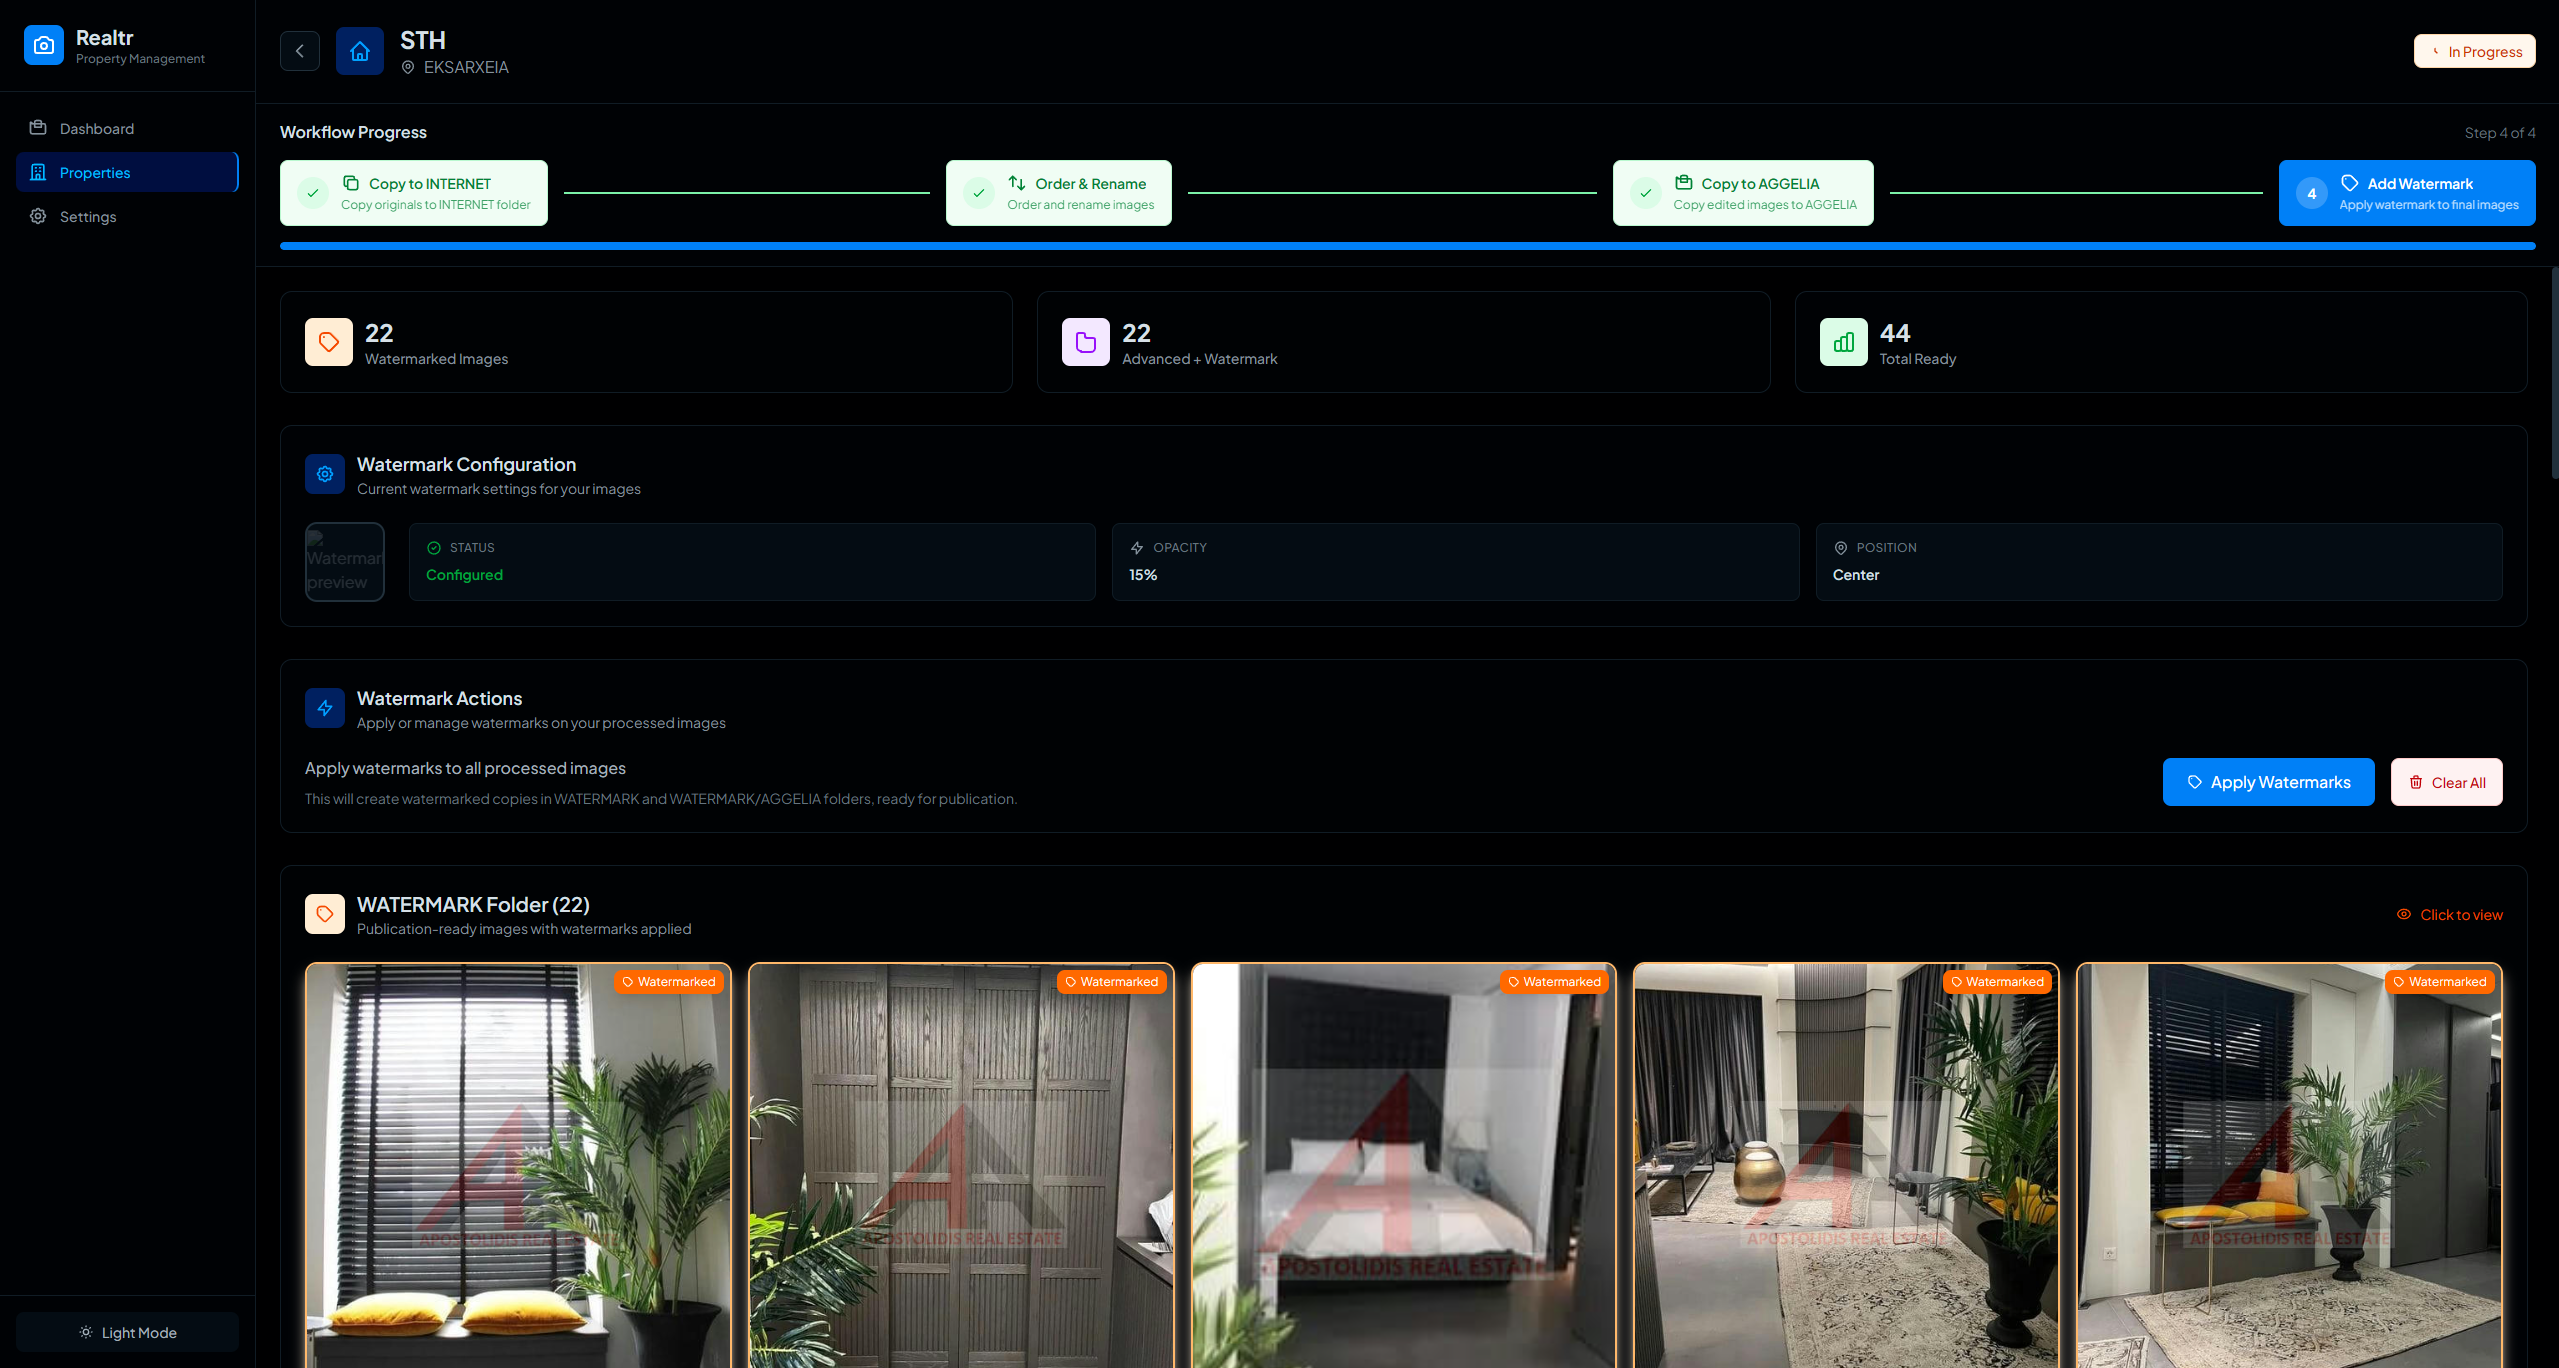 Realtr
Property Management
Dashboard
Properties
Settings
Light Mode
STH
EKSARXEIA
In Progress
Workflow Progress
Step 4 of 4
Copy to INTERNET
Copy originals to INTERNET folder
Order & Rename
Order and rename images
Copy to AGGELIA
Copy edited images to AGGELIA
4
Add Watermark
Apply watermark to final images
22
Watermarked Images
22
Advanced + Watermark
44
Total Ready
Watermark Configuration
Current watermark settings for your images
Watermar
preview
STATUS
Configured
OPACITY
15%
POSITION
Center
Watermark Actions
Apply or manage watermarks on your processed images
Apply watermarks to all processed images
This will create watermarked copies in WATERMARK and WATERMARK/AGGELIA folders, ready for publication.
Apply Watermarks
Clear All
WATERMARK Folder (22)
Publication-ready images with watermarks applied
Click to view
Watermarked
Watermarked
Watermarked
Watermarked
Watermarked
APOSTOLIDIS REAL ESTATE
APOSTOLIDIS REAL ESTATE
APOSTOLIDIS REAL ESTATE
APOSTOLIDIS REAL ESTATE
APOSTOLIDIS REAL ESTATE